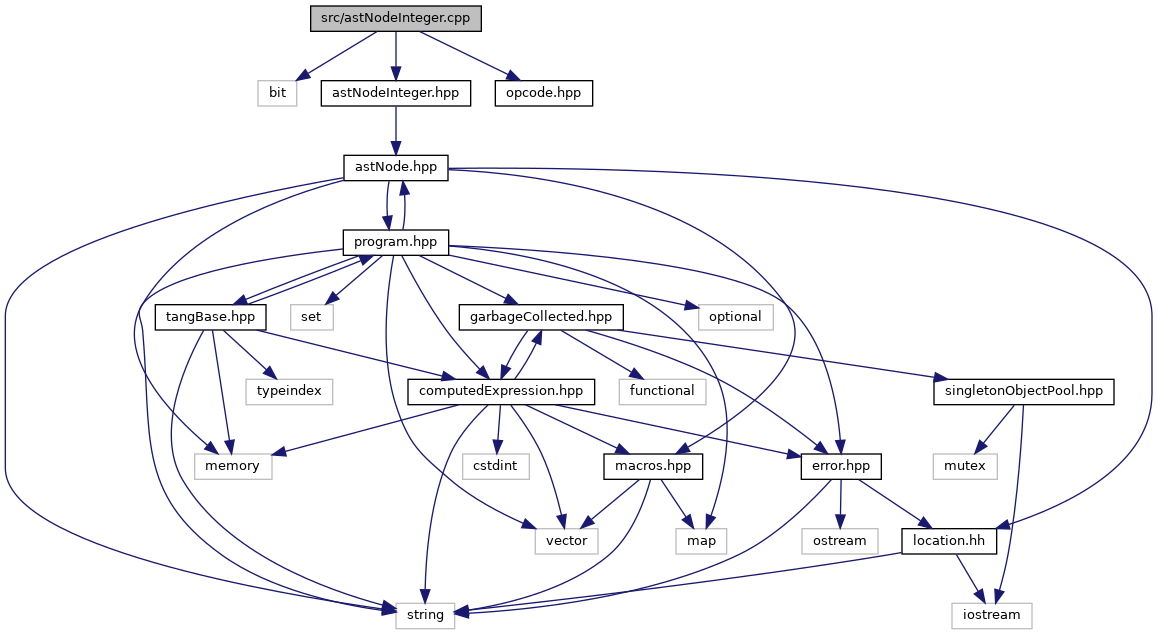 src/astNodeInteger.cpp
bit
astNodeInteger.hpp
opcode.hpp
astNode.hpp
program.hpp
tangBase.hpp
set
garbageCollected.hpp
optional
typeindex
computedExpression.hpp
functional
singletonObjectPool.hpp
memory
cstdint
macros.hpp
error.hpp
mutex
vector
map
ostream
location.hh
string
iostream